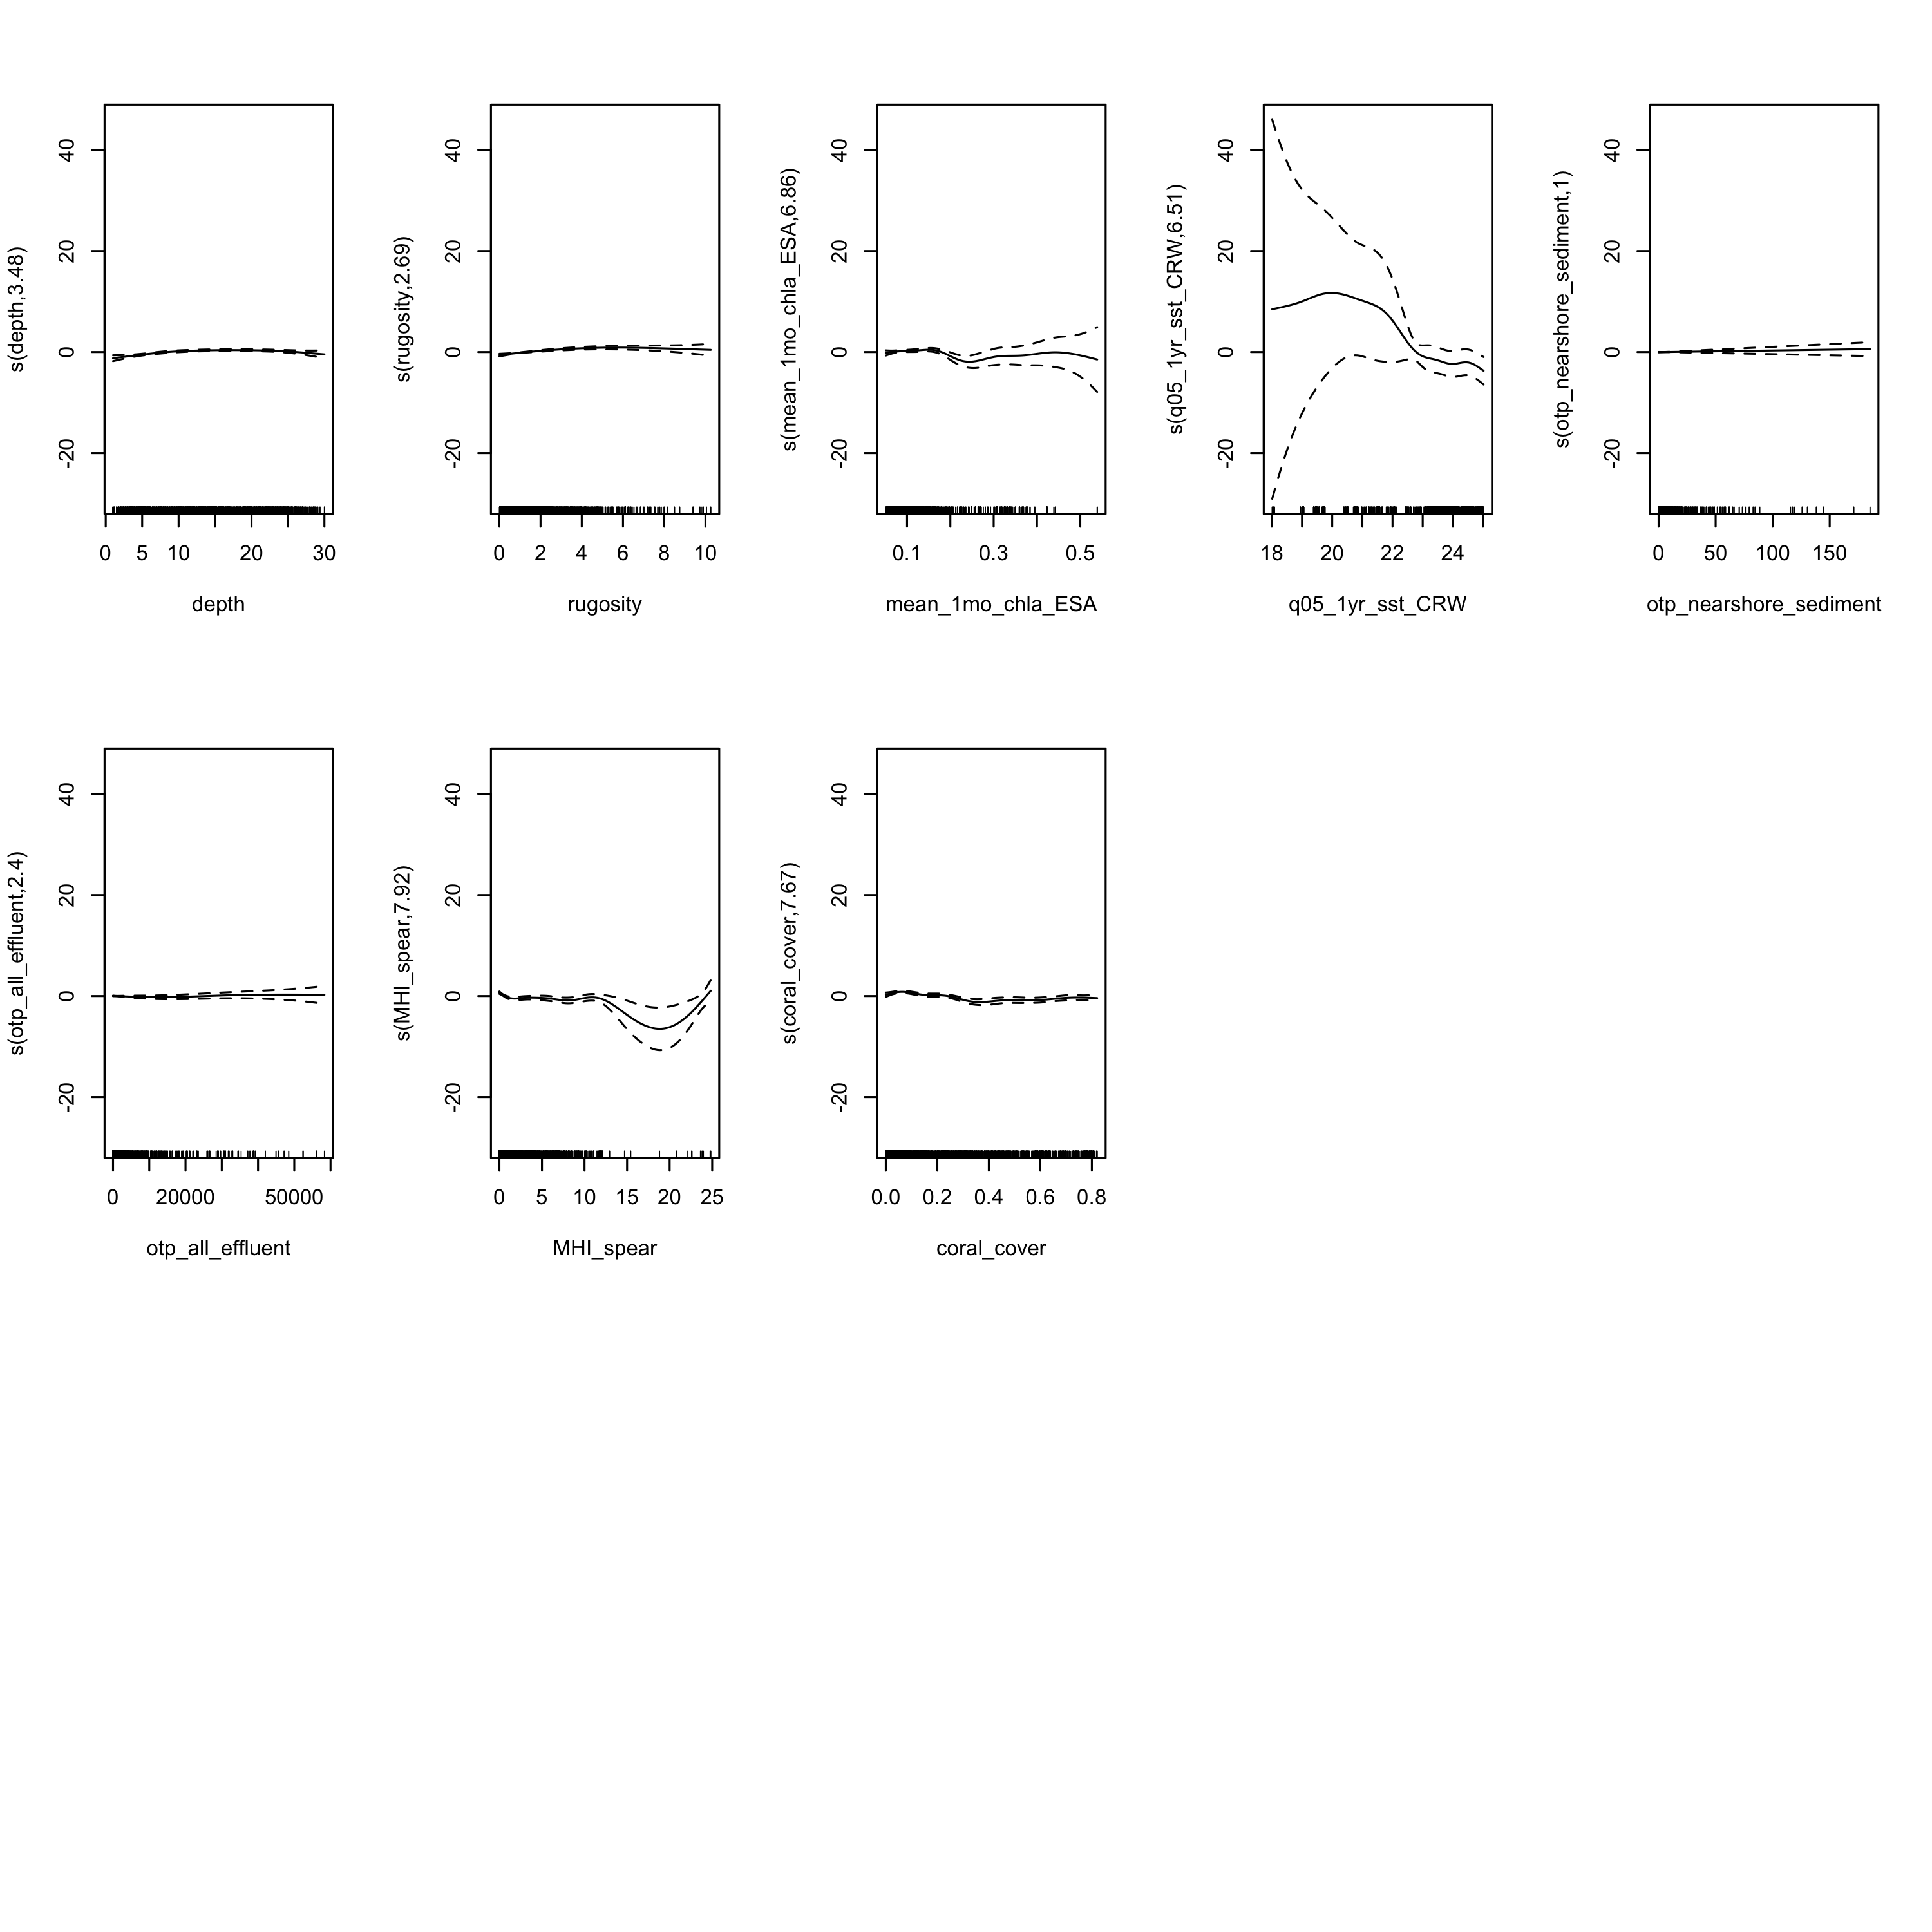 s(depth,3.48)
40
20
0
-20
0 5 10 20 30
depth
s(rugosity,2.69)
40
20
0
-20
0 2 4 6 8 10
rugosity
s(mean_1mo_chla_ESA,6.86)
40
20
0
-20
0.1 0.3 0.5
mean_1mo_chla_ESA
s(q05_1yr_sst_CRW,6.51)
40
20
0
-20
18 20 22 24
q05_1yr_sst_CRW
s(otp_nearshore_sediment,1)
40
20
0
-20
0 50 100 150
otp_nearshore_sediment
s(otp_all_effluent,2.4)
40
20
0
-20
0 20000 50000
otp_all_effluent
s(MHI_spear,7.92)
40
20
0
-20
0 5 10 15 20 25
MHI_spear
s(coral_cover,7.67)
40
20
0
-20
0.0 0.2 0.4 0.6 0.8
coral_cover